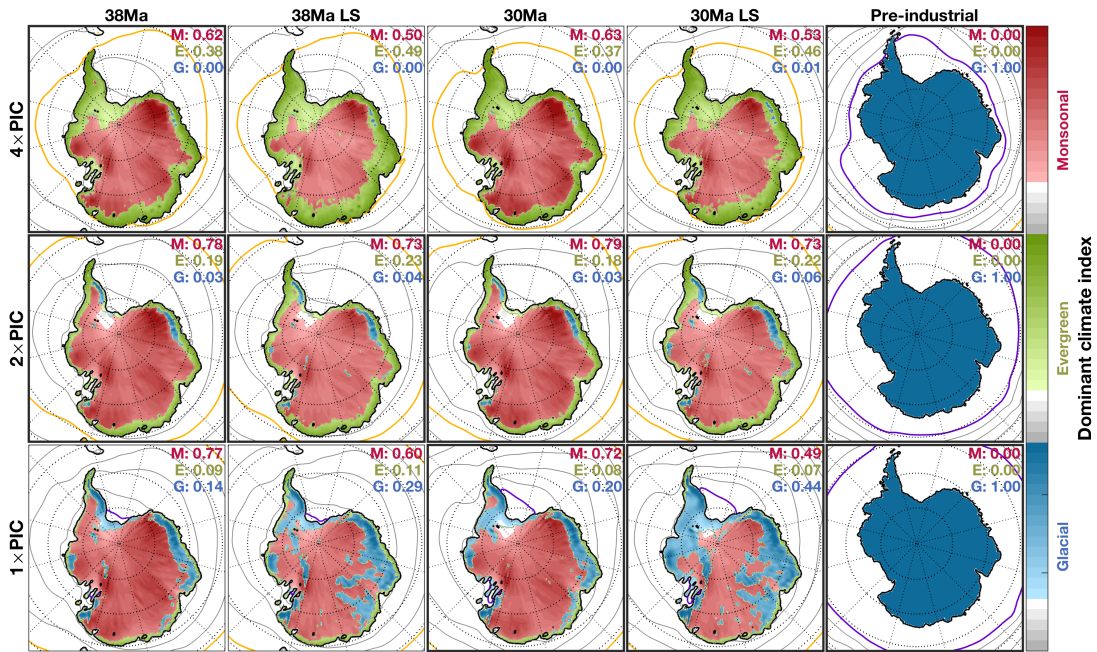 38Ma
38Ma LS
30Ma
30Ma LS
Pre-industrial
4×PIC
M: 0.62
E: 0.38
G: 0.00
M: 0.50
E: 0.49
G: 0.00
M: 0.63
E: 0.37
G: 0.00
M: 0.53
E: 0.46
G: 0.01
M: 0.00
E: 0.00
G: 1.00
2×PIC
M: 0.78
E: 0.19
G: 0.03
M: 0.73
E: 0.23
G: 0.04
M: 0.79
E: 0.18
G: 0.03
M: 0.73
E: 0.22
G: 0.06
M: 0.00
E: 0.00
G: 1.00
1×PIC
M: 0.77
E: 0.09
G: 0.14
M: 0.60
E: 0.11
G: 0.29
M: 0.72
E: 0.08
G: 0.20
M: 0.49
E: 0.07
G: 0.44
M: 0.00
E: 0.00
G: 1.00
Monsoonal
Evergreen
Glacial
Dominant climate index